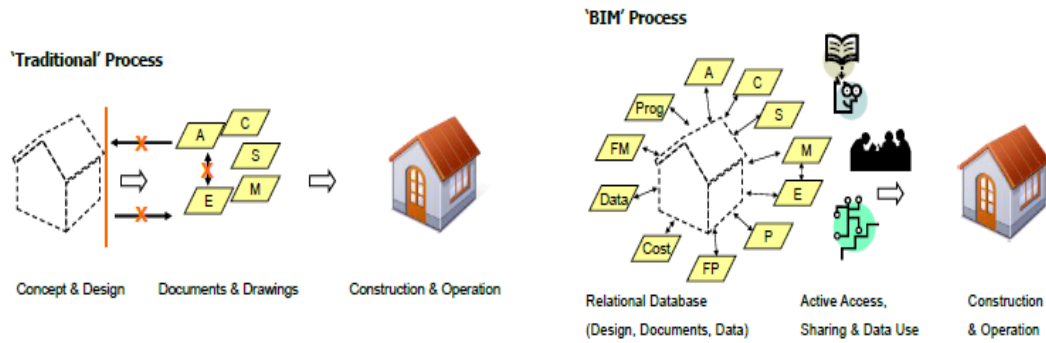 'Traditional' Process
A
C
S
E
M
Concept & Design
Documents & Drawings
Construction & Operation
'BIM' Process
A
C
Prog
S
FM
M
Data
E
P
Cost
FP
Relational Database
(Design, Documents, Data)
Active Access,
Sharing & Data Use
Construction
& Operation